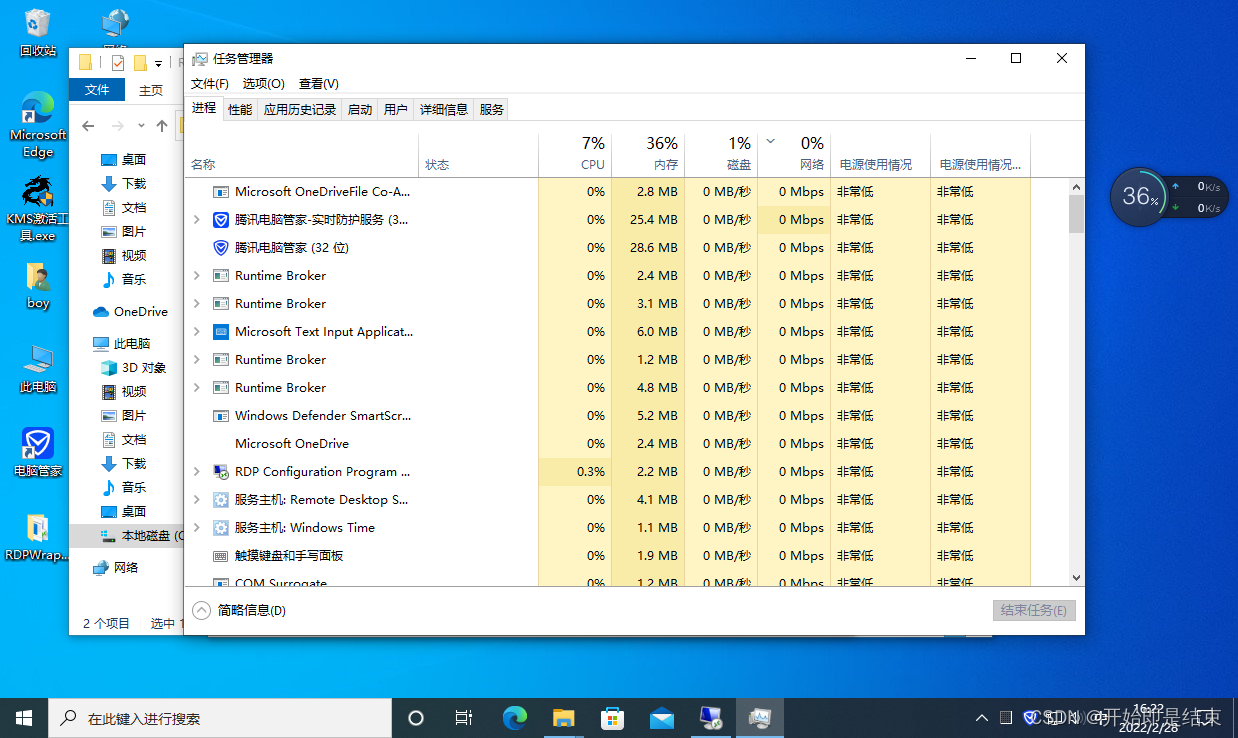 回收站
网络
Microsoft
Edge
KMS激活工
具.exe
boy
此电脑
电脑管家
RDPWrap...
文件
主页
桌面
下载
文档
图片
视频
音乐
OneDrive
此电脑
3D 对象
视频
图片
文档
下载
音乐
桌面
本地磁盘 (C
网络
2 个项目 选中 1
任务管理器
文件(F) 选项(O) 查看(V)
进程 性能 应用历史记录 启动 用户 详细信息 服务
7% 36% 1% 0%
名称 状态 CPU 内存 磁盘 网络 电源使用情况 电源使用情况...
Microsoft OneDriveFile Co-A... 0% 2.8 MB 0 MB/秒 0 Mbps 非常低 非常低
腾讯电脑管家-实时防护服务 (3... 0% 25.4 MB 0 MB/秒 0 Mbps 非常低 非常低
腾讯电脑管家 (32 位) 0% 28.6 MB 0 MB/秒 0 Mbps 非常低 非常低
Runtime Broker 0% 2.4 MB 0 MB/秒 0 Mbps 非常低 非常低
Runtime Broker 0% 3.1 MB 0 MB/秒 0 Mbps 非常低 非常低
Microsoft Text Input Applicat... 0% 6.0 MB 0 MB/秒 0 Mbps 非常低 非常低
Runtime Broker 0% 1.2 MB 0 MB/秒 0 Mbps 非常低 非常低
Runtime Broker 0% 4.8 MB 0 MB/秒 0 Mbps 非常低 非常低
Windows Defender SmartScr... 0% 5.2 MB 0 MB/秒 0 Mbps 非常低 非常低
Microsoft OneDrive 0% 2.4 MB 0 MB/秒 0 Mbps 非常低 非常低
RDP Configuration Program ... 0.3% 2.2 MB 0 MB/秒 0 Mbps 非常低 非常低
服务主机: Remote Desktop S... 0% 4.1 MB 0 MB/秒 0 Mbps 非常低 非常低
服务主机: Windows Time 0% 1.1 MB 0 MB/秒 0 Mbps 非常低 非常低
触摸键盘和手写面板 0% 1.9 MB 0 MB/秒 0 Mbps 非常低 非常低
COM Surrogate 0% 1.2 MB 0 MB/秒 0 Mbps 非常低 非常低
简略信息(D) 结束任务(E)
36%
0K/s
0K/s
在此键入进行搜索
16:22
2022/2/28
CSDN @开始即是结束